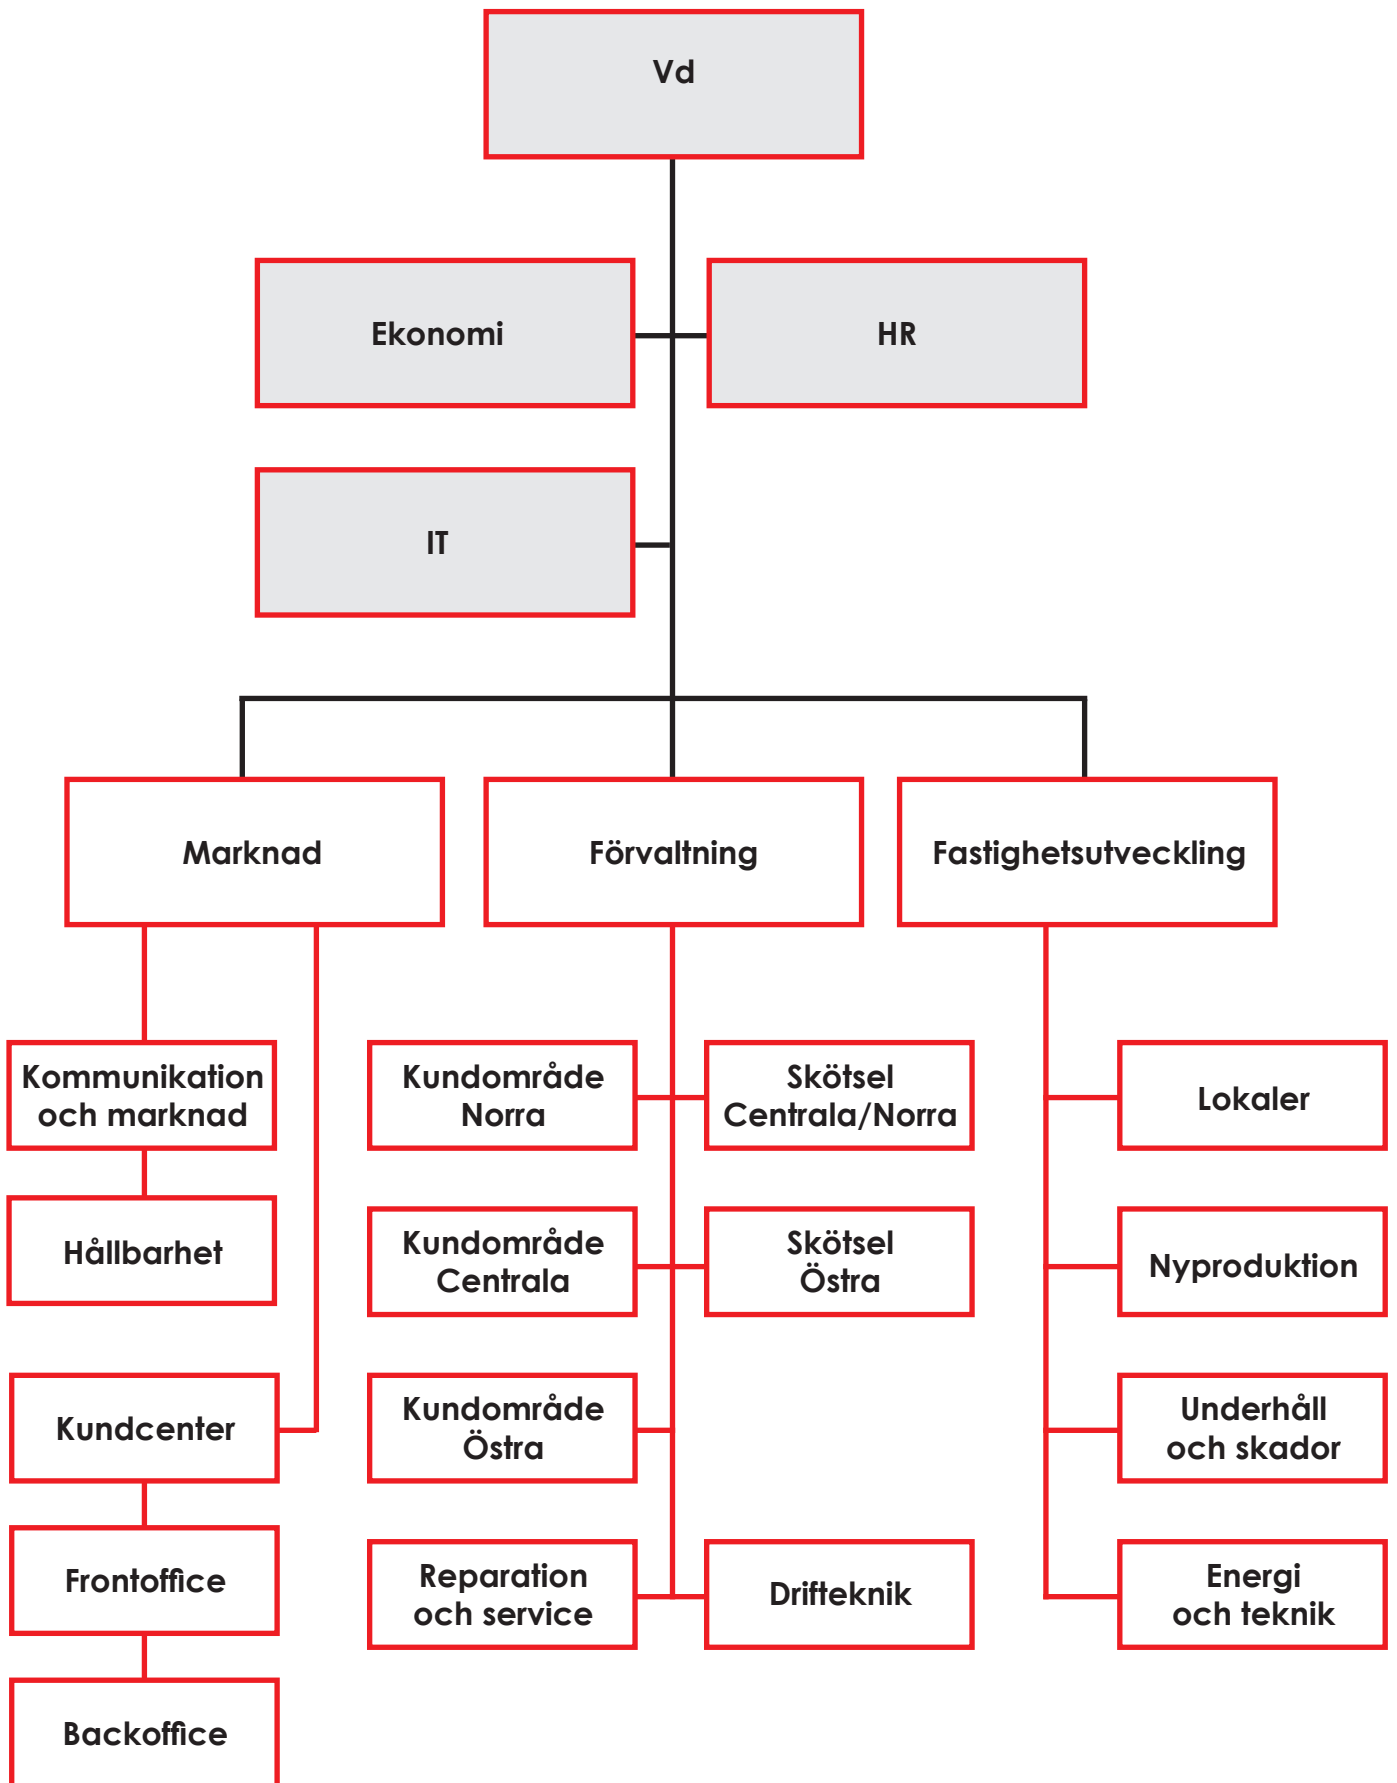 Vd
Ekonomi
HR
IT
Marknad
Förvaltning
Fastighetsutveckling
Kommunikation
och marknad
Hållbarhet
Kundcenter
Frontoffice
Backoffice
Kundområde
Norra
Skötsel
Centrala/Norra
Kundområde
Centrala
Skötsel
Östra
Kundområde
Östra
Reparation
och service
Drifteknik
Lokaler
Nyproduktion
Underhåll
och skador
Energi
och teknik